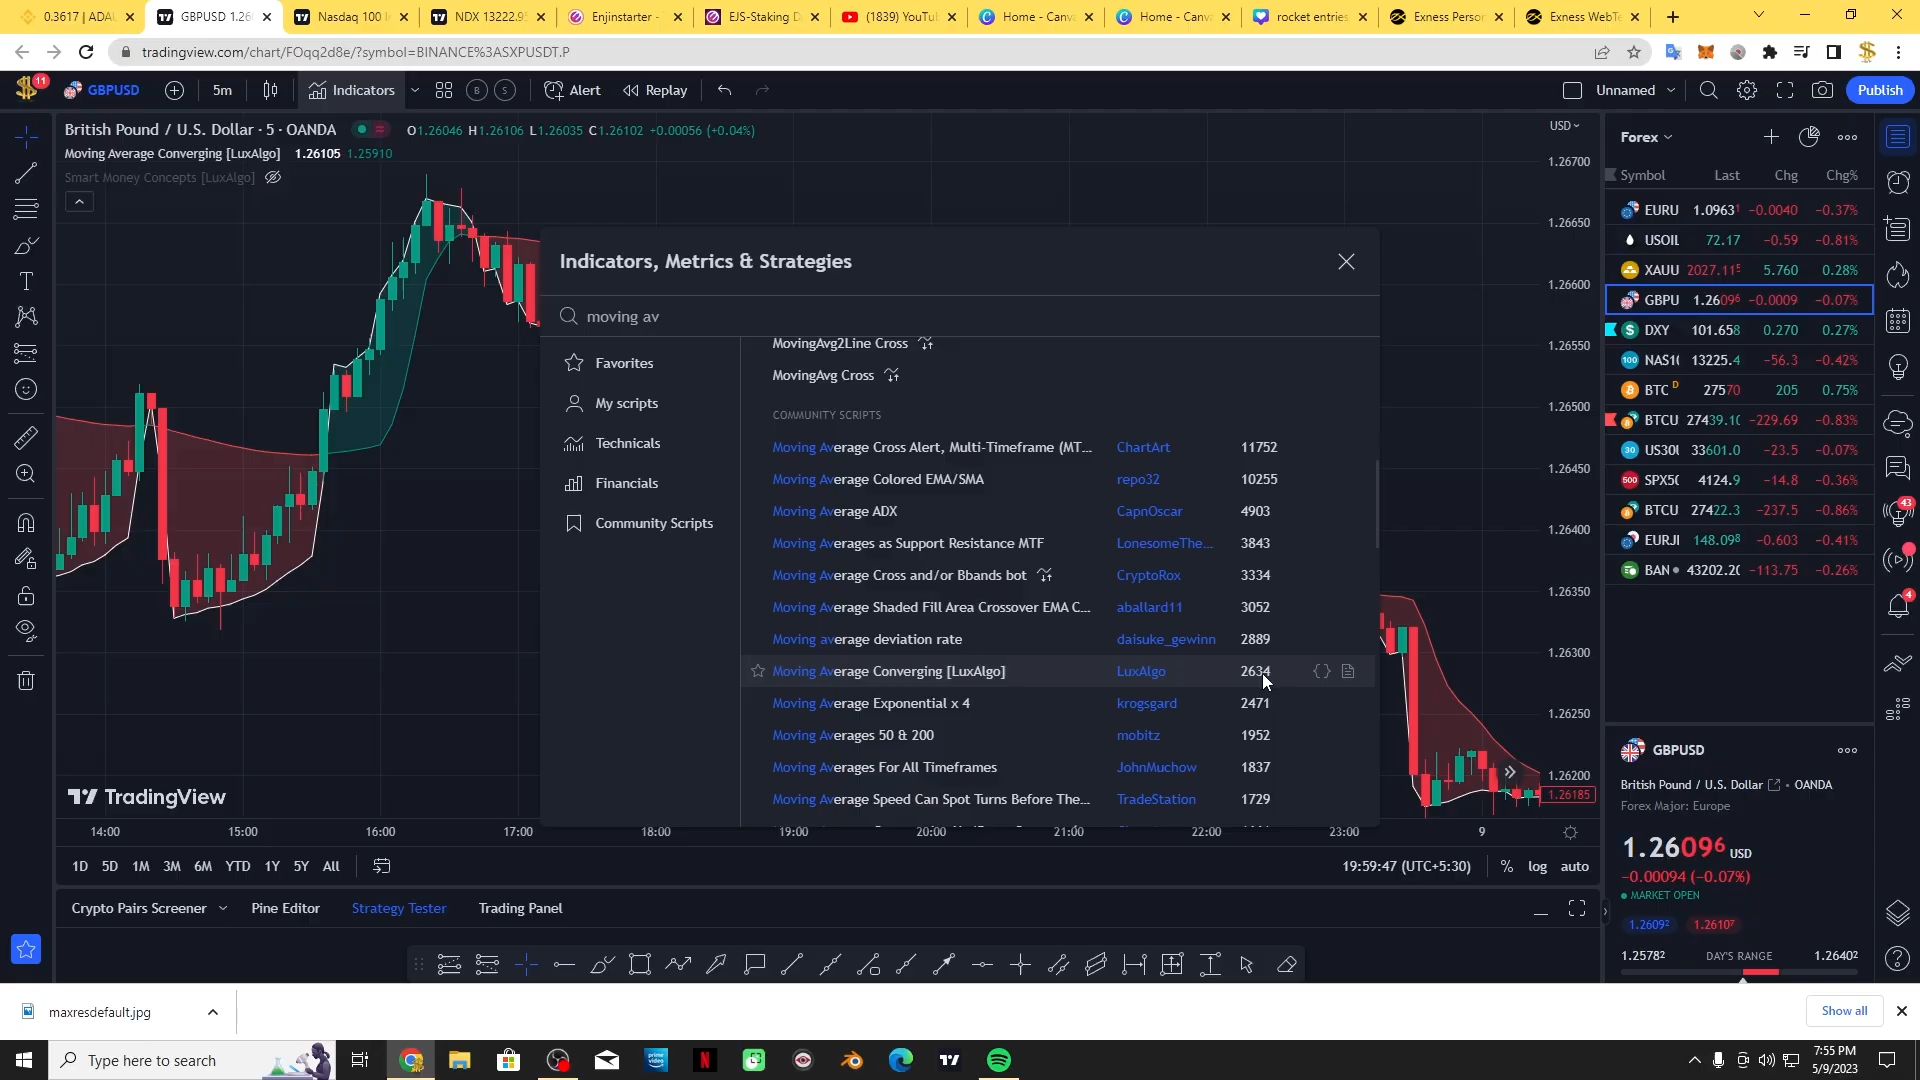 0.3617 | ADAU
GBPUSD 1.26
Nasdaq 100 I
NDX 13222.95
Enjinstarter -
EJS-Staking D
(1839) YouTu
Home - Canv
Home - Canv
rocket entries
Exness Perso
Exness WebTe
tradingview.com/chart/FOqq2d8e/?symbol=BINANCE%3ASXPUSDT.P
11
GBPUSD
5m
Indicators
B
S
Alert
Replay
Unnamed
Publish
British Pound / U.S. Dollar · 5 · OANDA
O1.26046 H1.26106 L1.26035 C1.26102 +0.00056 (+0.04%)
Moving Average Converging [LuxAlgo] 1.26105 1.25910
Smart Money Concepts [LuxAlgo]
USD
1.26700
1.26650
1.26600
1.26550
1.26500
1.26450
1.26400
1.26350
1.26300
1.26250
1.26200
1.26185
Indicators, Metrics & Strategies
moving av
Favorites
My scripts
Technicals
Financials
Community Scripts
MovingAvg2Line Cross
MovingAvg Cross
COMMUNITY SCRIPTS
Moving Average Cross Alert, Multi-Timeframe (MT... ChartArt 11752
Moving Average Colored EMA/SMA repo32 10255
Moving Average ADX CapnOscar 4903
Moving Averages as Support Resistance MTF LonesomeThe... 3843
Moving Average Cross and/or Bbands bot CryptoRox 3334
Moving Average Shaded Fill Area Crossover EMA C... aballard11 3052
Moving average deviation rate daisuke_gewinn 2889
Moving Average Converging [LuxAlgo] LuxAlgo 2634
Moving Average Exponential x 4 krogsgard 2471
Moving Averages 50 & 200 mobitz 1952
Moving Averages For All Timeframes JohnMuchow 1837
Moving Average Speed Can Spot Turns Before The... TradeStation 1729
TradingView
14:00 15:00 16:00 17:00 18:00 19:00 20:00 21:00 22:00 23:00 9
1D 5D 1M 3M 6M YTD 1Y 5Y All
19:59:47 (UTC+5:30) % log auto
Crypto Pairs Screener
Pine Editor
Strategy Tester
Trading Panel
Forex
Symbol Last Chg Chg%
EURU 1.0963¹ −0.0040 −0.37%
USOIL 72.17 −0.59 −0.81%
XAUU 2027.11⁵ 5.760 0.28%
GBPU 1.2609⁶ −0.0009 −0.07%
DXY 101.658 0.270 0.27%
100 NAS10 13225.4 −56.3 −0.42%
BTC D 27570 205 0.75%
BTCU 27439.10 −229.69 −0.83%
30 US30 33601.0 −23.5 −0.07%
500 SPX50 4124.9 −14.8 −0.36%
BTCU 27422.3 −237.5 −0.86%
EURJ 148.09⁸ −0.603 −0.41%
BAN 43202.20 −113.75 −0.26%
43
4
GBPUSD
British Pound / U.S. Dollar · OANDA
Forex Major: Europe
1.2609⁶ USD
−0.00094 (−0.07%)
MARKET OPEN
1.2609² 1.2610⁷
1.2578² DAY'S RANGE 1.2640²
maxresdefault.jpg
Show all
Type here to search
prime video
N
7:55 PM
5/9/2023